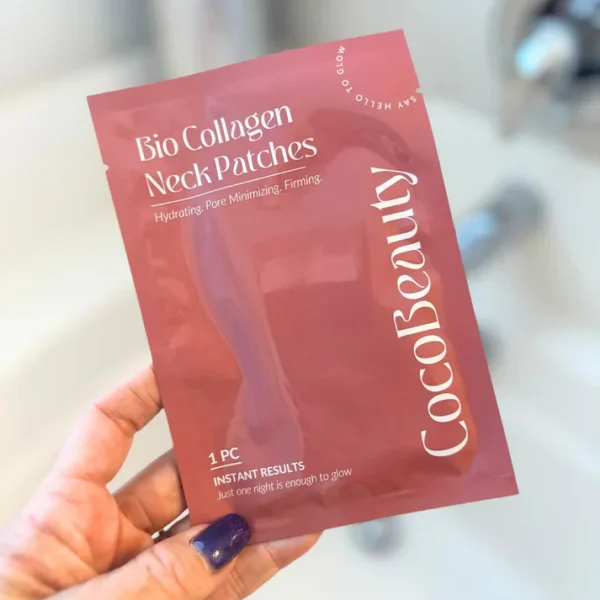 SAY HELLO TO GLOW
Bio Collagen
Neck Patches
Hydrating. Pore Minimizing. Firming.
CocoBeauty
1 PC
INSTANT RESULTS
Just one night is enough to glow